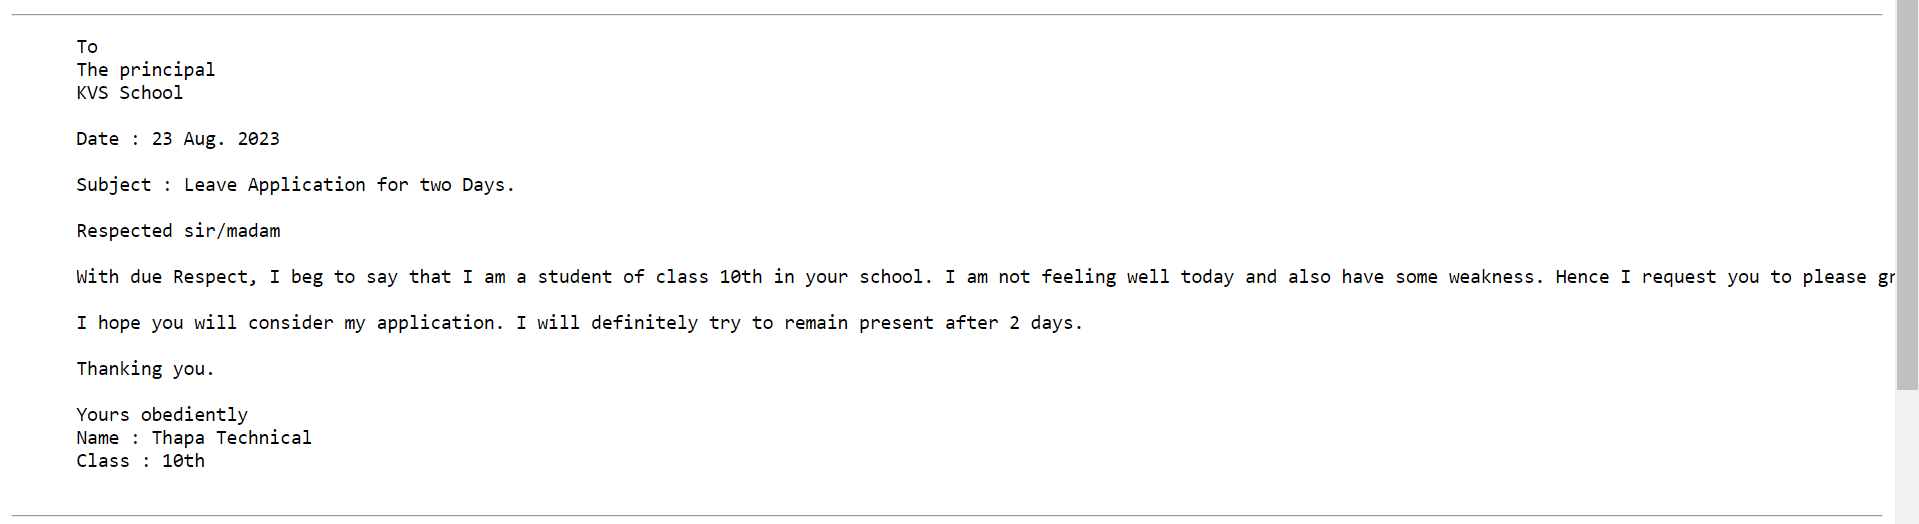 To
The principal
KVS School
Date : 23 Aug. 2023
Subject : Leave Application for two Days.
Respected sir/madam
With due Respect, I beg to say that I am a student of class 10th in your school. I am not feeling well today and also have some weakness. Hence I request you to please
I hope you will consider my application. I will definitely try to remain present after 2 days.
Thanking you.
Yours obediently
Name : Thapa Technical
Class : 10th